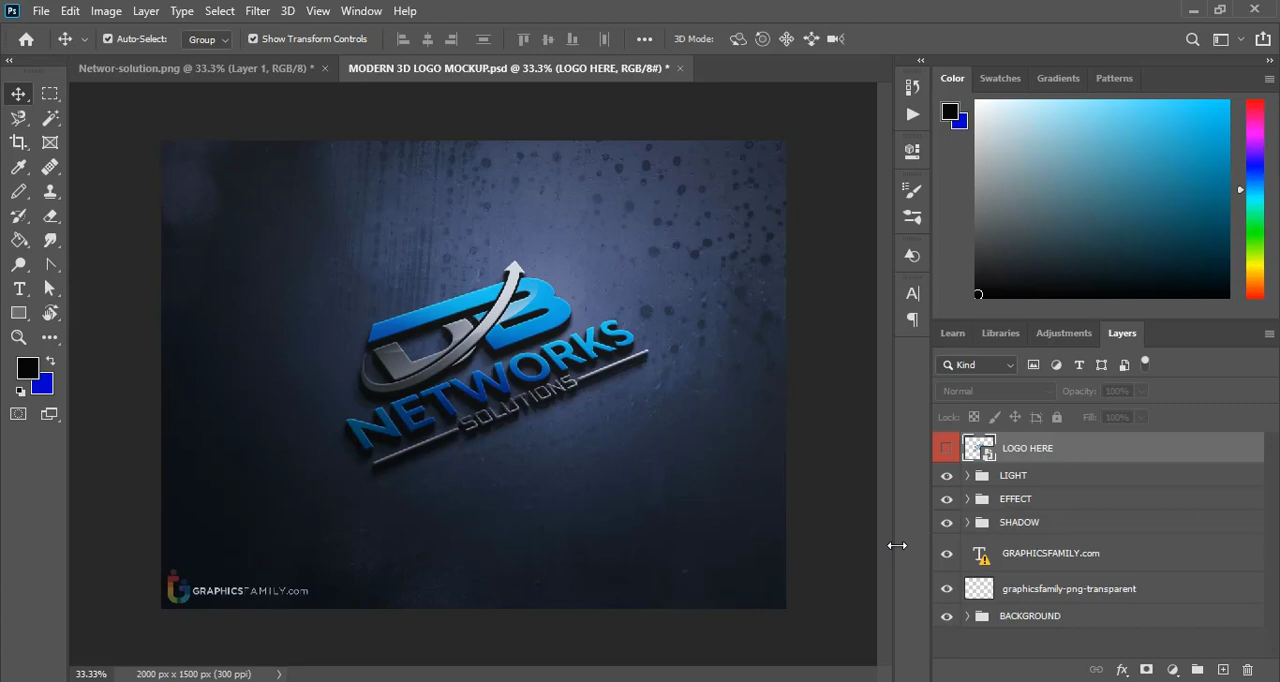 Ps File Edit Image Layer Type Select Filter 3D View Window Help
Auto-Select: Group Show Transform Controls 3D Mode:
Networ-solution.png @ 33.3% (Layer 1, RGB/8) * × MODERN 3D LOGO MOCKUP.psd @ 33.3% (LOGO HERE, RGB/8#) * ×
Color Swatches Gradients Patterns
DB
NETWORKS
SOLUTIONS
GRAPHICSFAMILY.com
Learn Libraries Adjustments Layers
Kind
Normal Opacity: 100%
Lock: Fill: 100%
LOGO HERE
LIGHT
EFFECT
SHADOW
GRAPHICSFAMILY.com
graphicsfamily-png-transparent
BACKGROUND
33.33% 2000 px x 1500 px (300 ppi)
fx